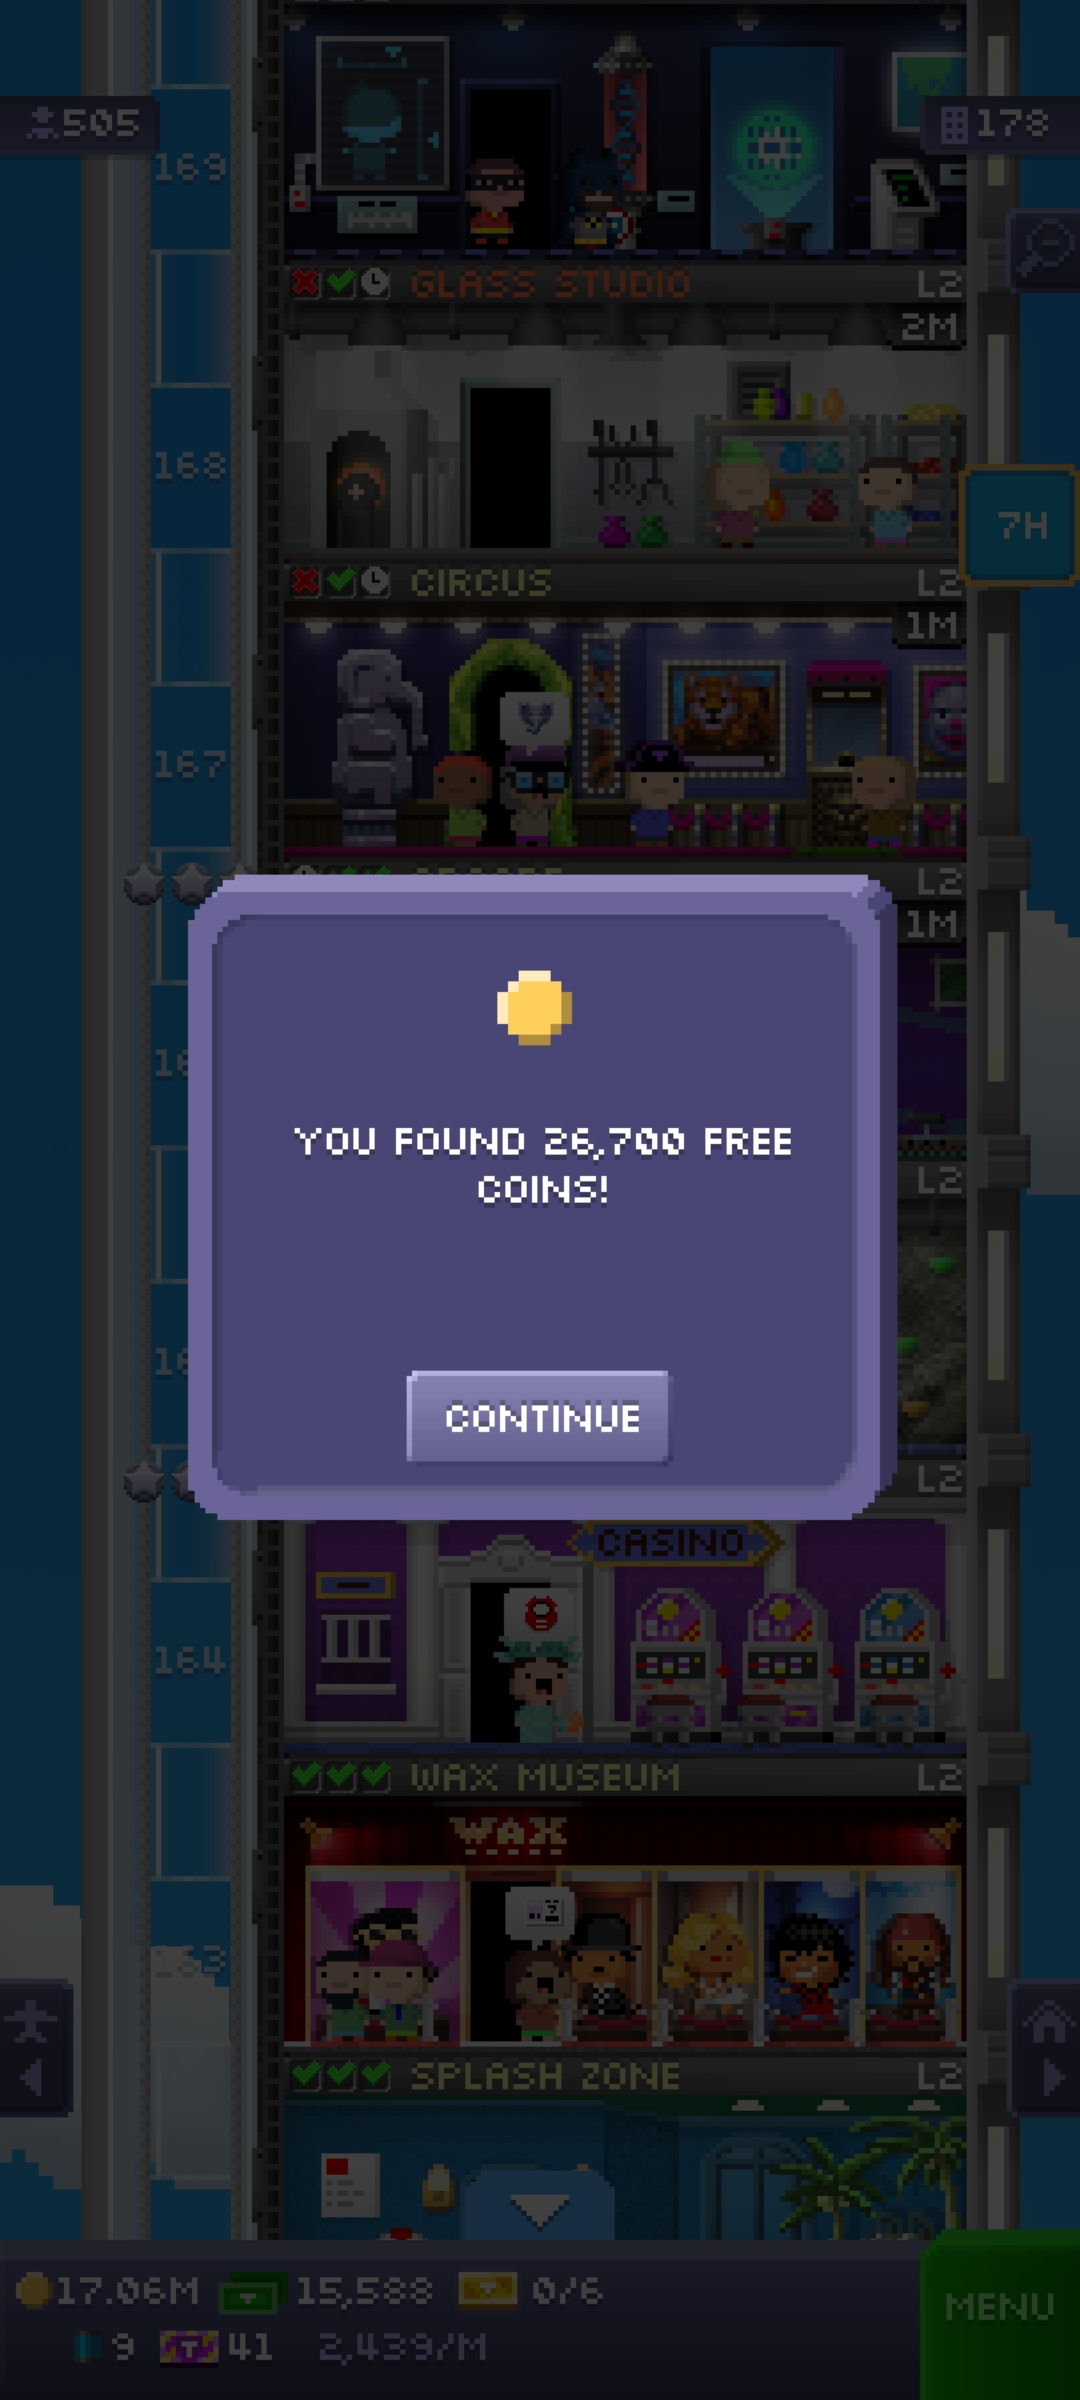 505
178
169
GLASS STUDIO
L2
2M
168
7H
CIRCUS
L2
1M
167
L2
1M
L2
YOU FOUND 26,700 FREE
COINS!
CONTINUE
L2
CASINO
164
WAX MUSEUM
L2
WAX
SPLASH ZONE
L2
17.06M
15,588
0/6
MENU
9
41
2,439/M